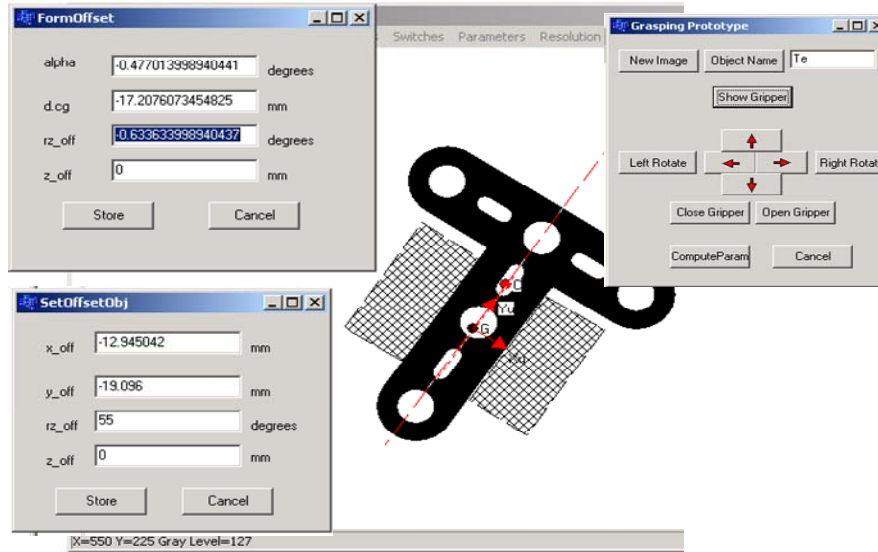 FormOffset
alpha -0.477013998940441 degrees
d.cg -17.2076073454825 mm
rz_off -0.633633998940437 degrees
z_off 0 mm
Store Cancel
Switches Parameters Resolution
Grasping Prototype
New Image Object Name Te
Show Gripper
Left Rotate Right Rotat
Close Gripper Open Gripper
ComputeParam Cancel
C
Yu
G
SetOffsetObj
x_off -12.945042 mm
y_off -19.096 mm
rz_off 55 degrees
z_off 0 mm
Store Cancel
X=550 Y=225 Gray Level=127